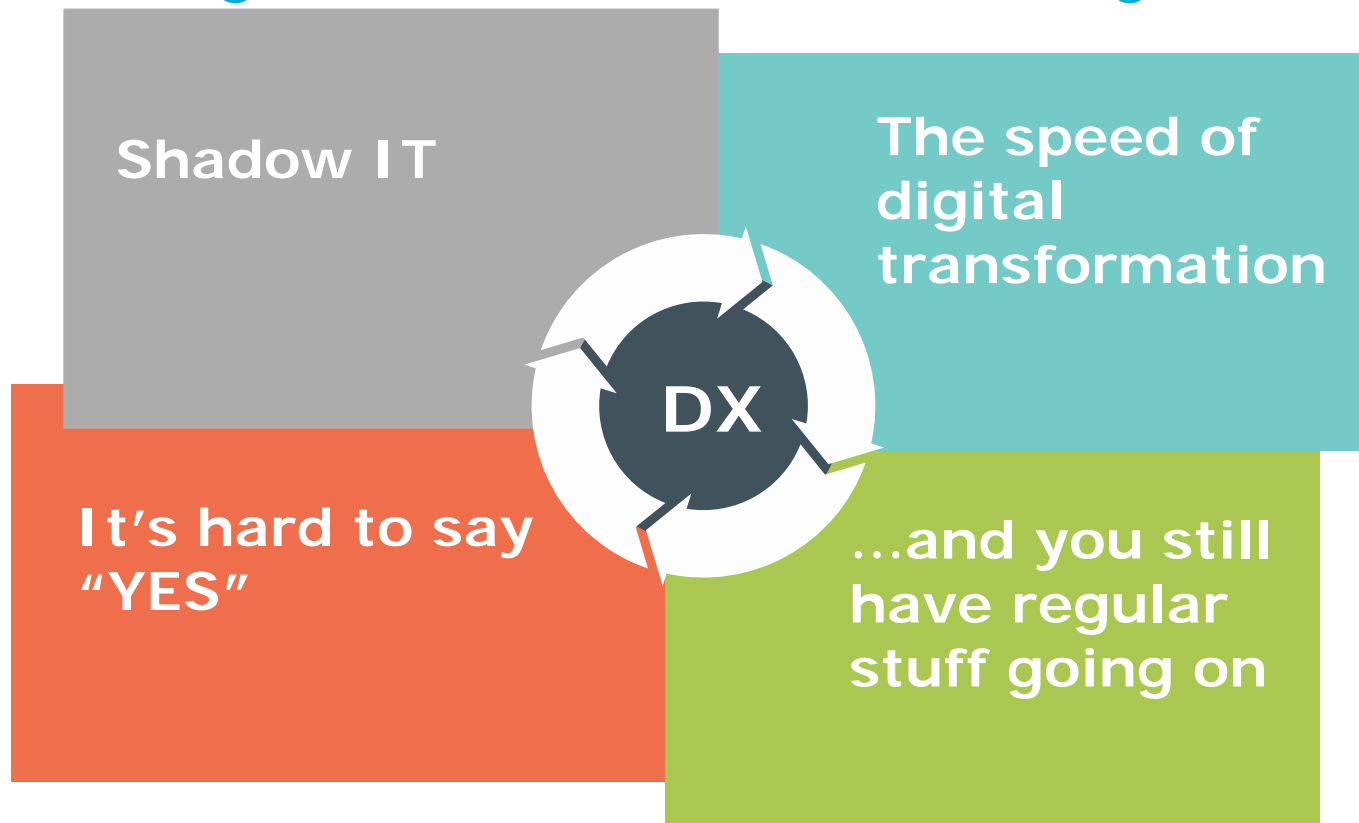 Shadow IT
The speed of
digital
transformation
DX
It’s hard to say
“YES”
...and you still
have regular
stuff going on